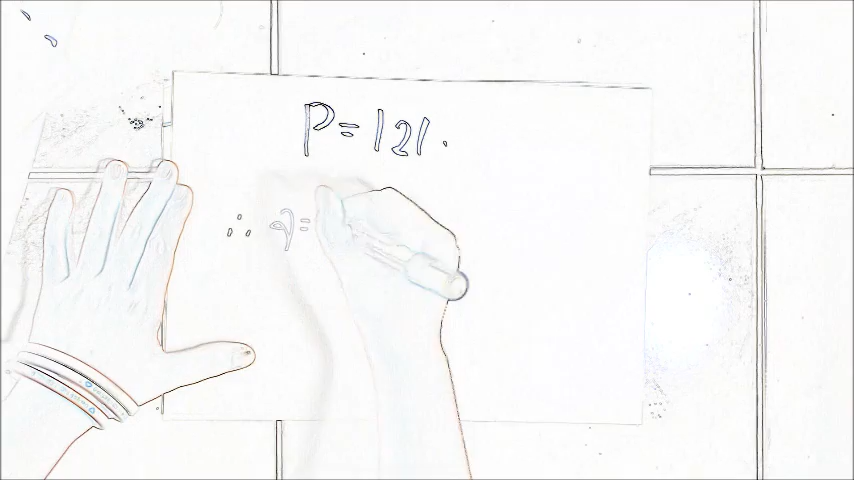 P = 121.
∴ γ =